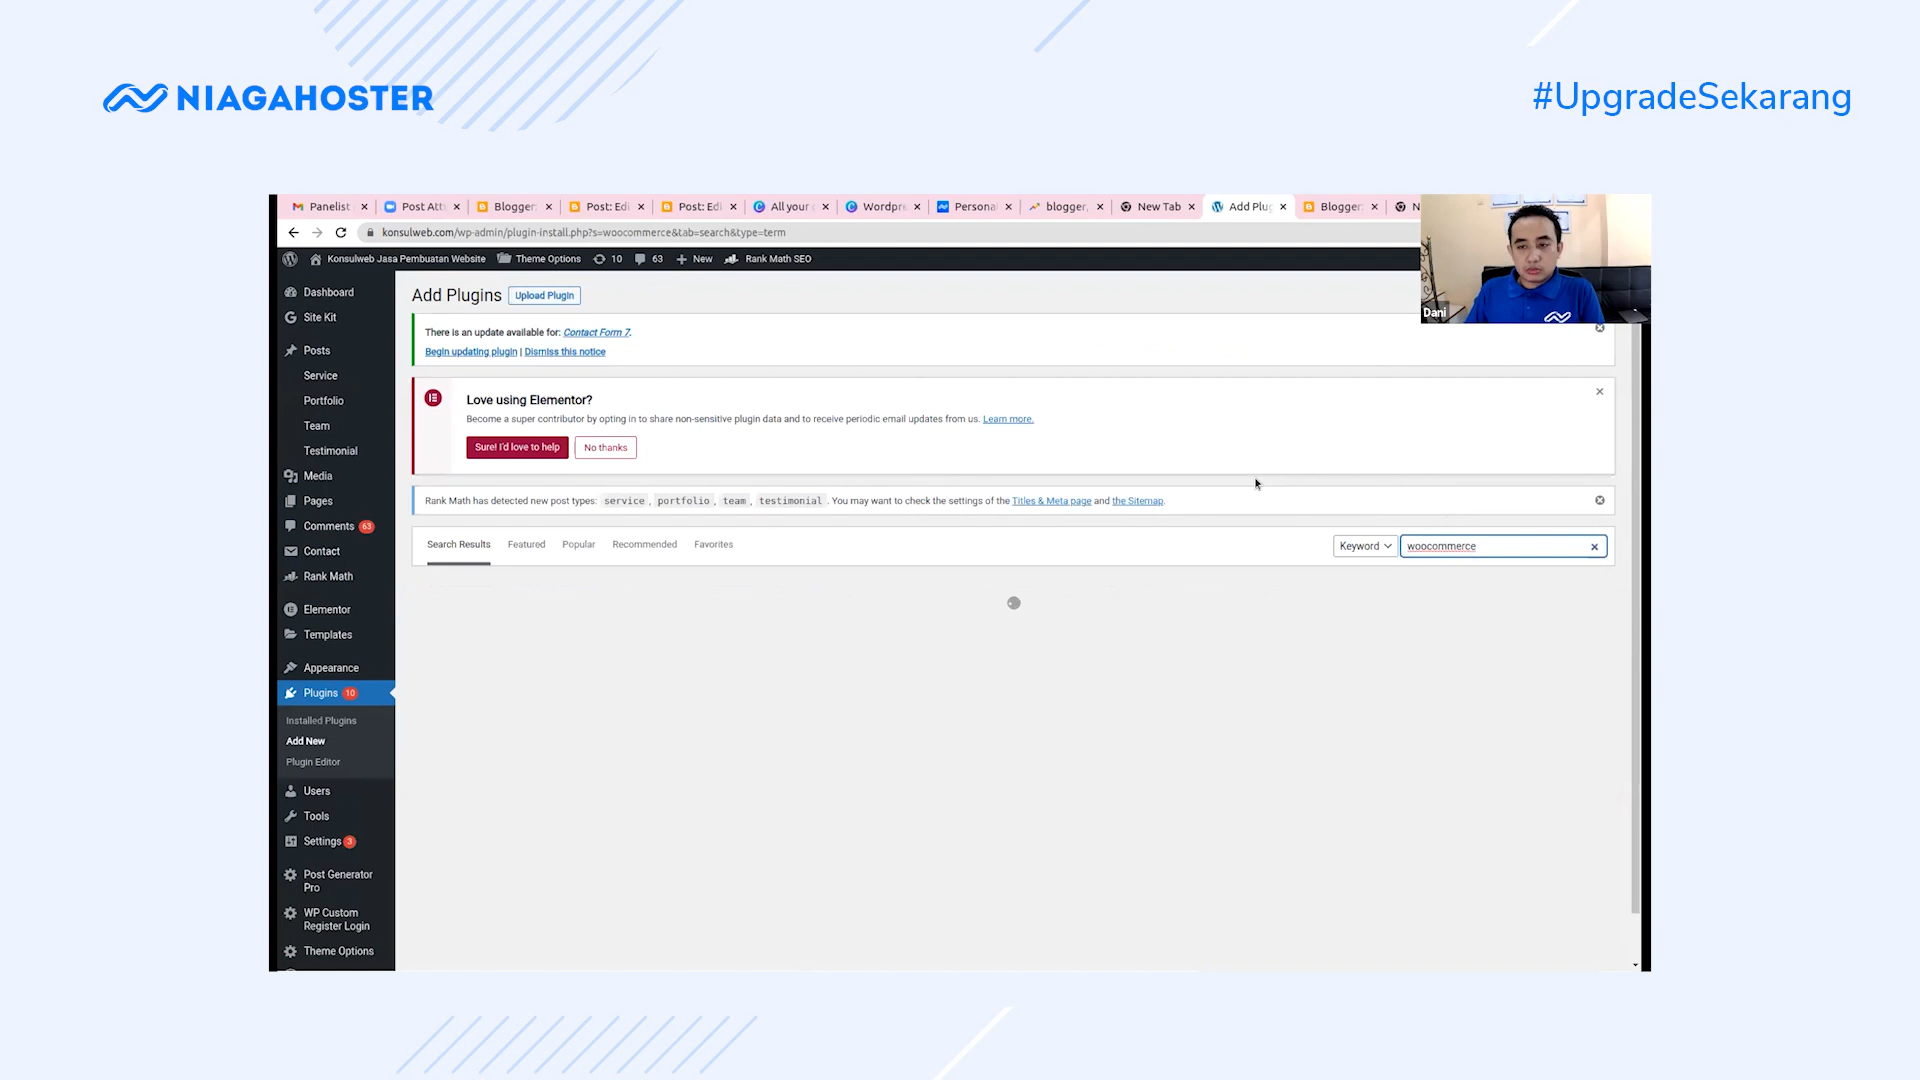 NIAGAHOSTER
#UpgradeSekarang
Panelist
Post Att
Blogger:
Post: Edi
Post: Edi
All your
Wordpre
Persona
blogger,
New Tab
Add Plug
Blogger:
N
konsulweb.com/wp-admin/plugin-install.php?s=woocommerce&tab=search&type=term
Konsulweb Jasa Pembuatan Website
Theme Options
10
63
New
Rank Math SEO
Dani
Dashboard
Site Kit
Posts
Service
Portfolio
Team
Testimonial
Media
Pages
Comments 63
Contact
Rank Math
Elementor
Templates
Appearance
Plugins 10
Installed Plugins
Add New
Plugin Editor
Users
Tools
Settings 3
Post Generator
Pro
WP Custom
Register Login
Theme Options
Add Plugins Upload Plugin
There is an update available for: Contact Form 7.
Begin updating plugin | Dismiss this notice
Love using Elementor?
Become a super contributor by opting in to share non-sensitive plugin data and to receive periodic email updates from us. Learn more.
Sure! I'd love to help
No thanks
Rank Math has detected new post types: service , portfolio , team , testimonial . You may want to check the settings of the Titles & Meta page and the Sitemap.
Search Results
Featured
Popular
Recommended
Favorites
Keyword
woocommerce